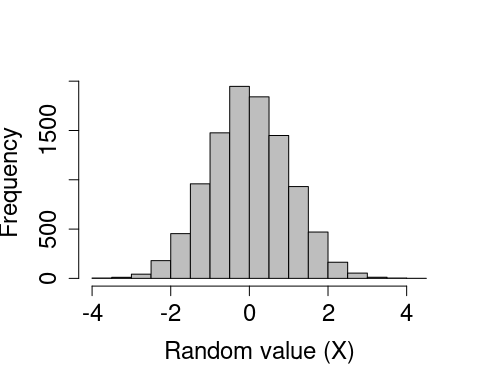 Frequency
1500
500
0
-4 -2 0 2 4
Random value (X)